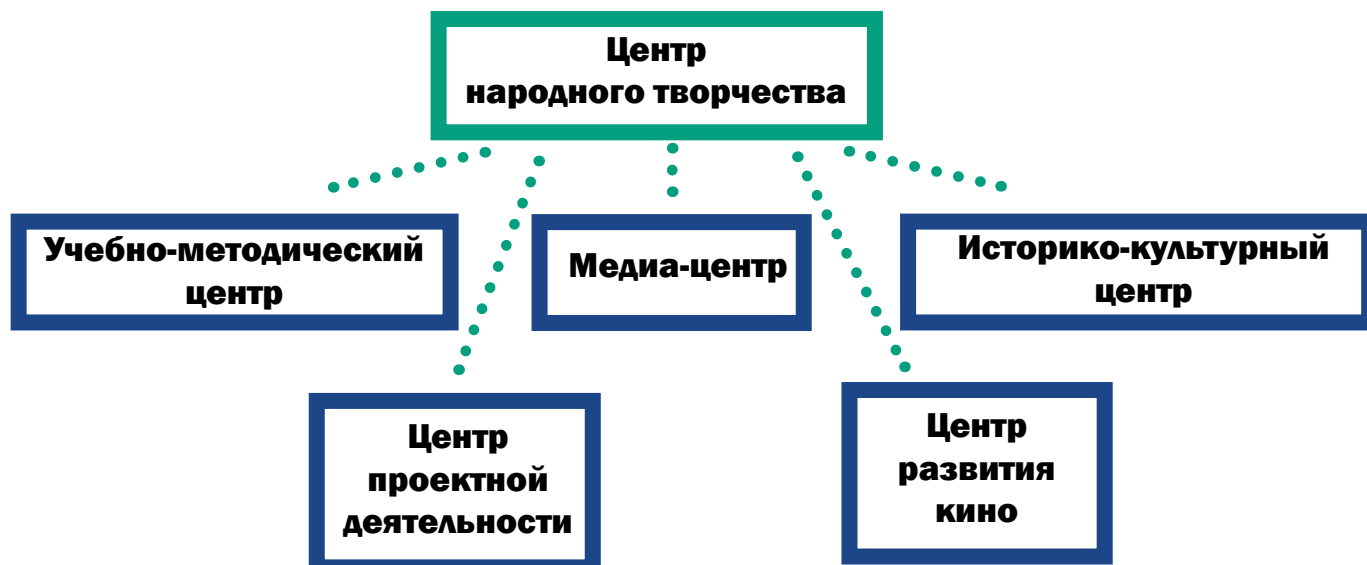 Центр
народного творчества
Учебно-методический
центр
Медиа-центр
Историко-культурный
центр
Центр
проектной
деятельности
Центр
развития
кино